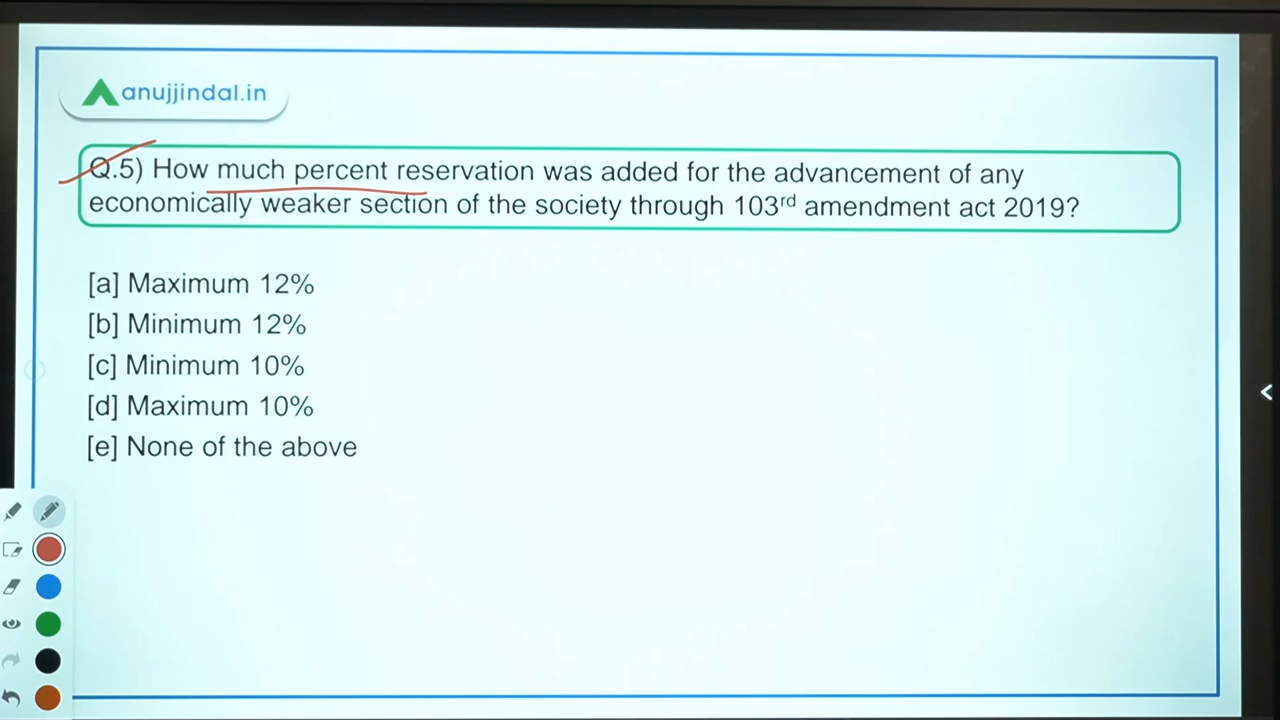 anujjindal.in
Q.5) How much percent reservation was added for the advancement of any
economically weaker section of the society through 103rd amendment act 2019?
[a] Maximum 12%
[b] Minimum 12%
[c] Minimum 10%
[d] Maximum 10%
[e] None of the above